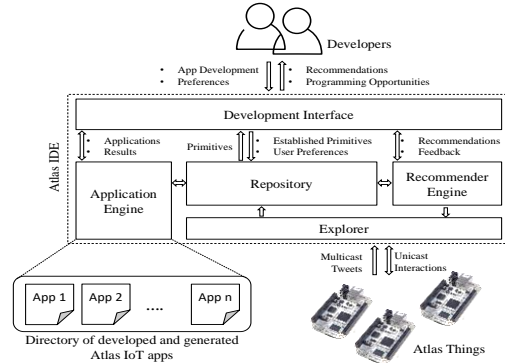 Developers
• App Development
• Preferences
• Recommendations
• Programming Opportunities
Development Interface
Atlas IDE
• Applications
Results
Primitives
• Established Primitives
• User Preferences
• Recommendations
• Feedback
Application
Engine
Repository
Recommender
Engine
Explorer
Multicast
Tweets
Unicast
Interactions
App 1
App 2
....
App n
Directory of developed and generated
Atlas IoT apps
Atlas Things